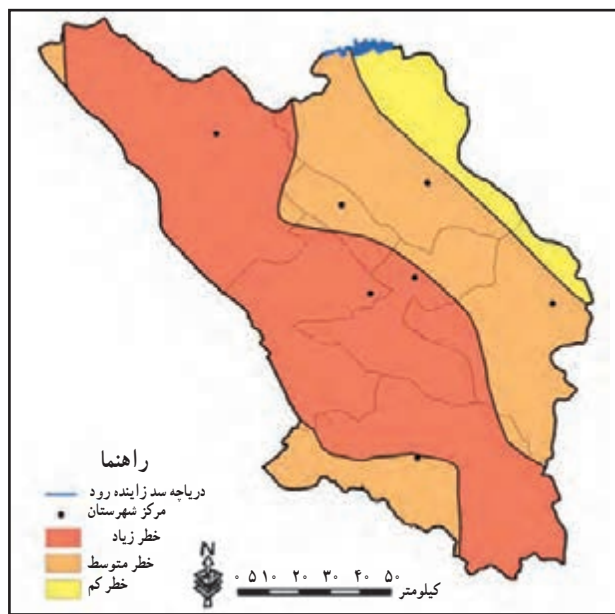 راهنما
دریاچه سد زاینده رود
مرکز شهرستان
خطر زیاد
خطر متوسط
خطر کم
N
۰ ۵ ۱۰ ۲۰ ۳۰ ۴۰ ۵۰
کیلومتر